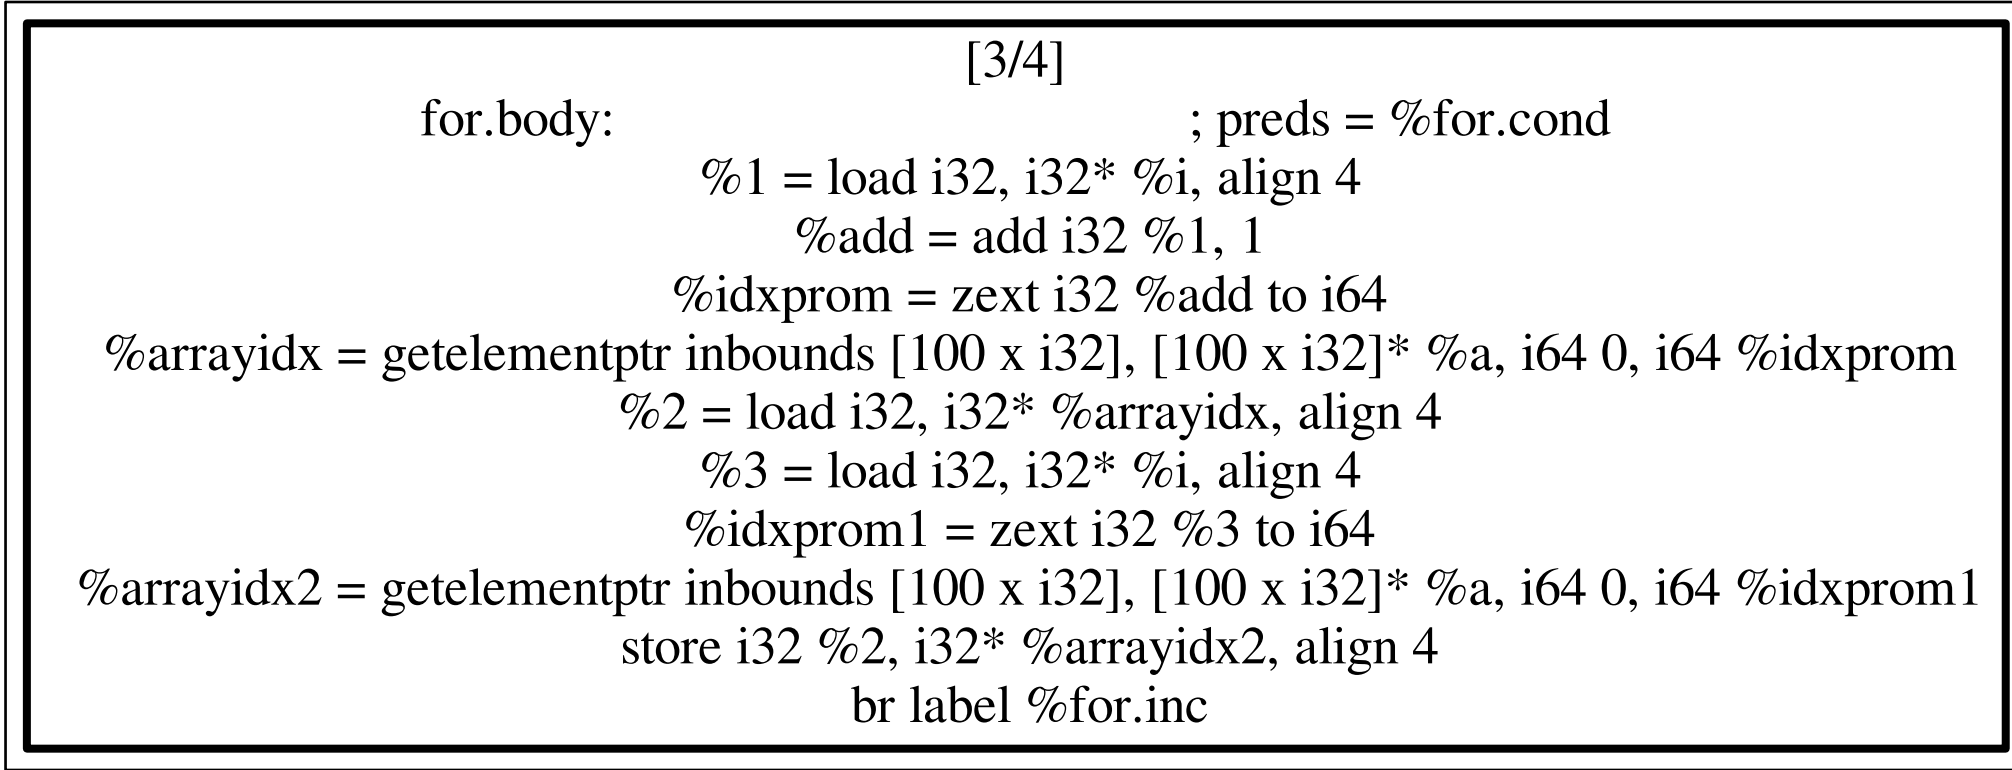 [3/4]
for.body: ; preds = %for.cond
%1 = load i32, i32* %i, align 4
%add = add i32 %1, 1
%idxprom = zext i32 %add to i64
%arrayidx = getelementptr inbounds [100 x i32], [100 x i32]* %a, i64 0, i64 %idxprom
%2 = load i32, i32* %arrayidx, align 4
%3 = load i32, i32* %i, align 4
%idxprom1 = zext i32 %3 to i64
%arrayidx2 = getelementptr inbounds [100 x i32], [100 x i32]* %a, i64 0, i64 %idxprom1
store i32 %2, i32* %arrayidx2, align 4
br label %for.inc